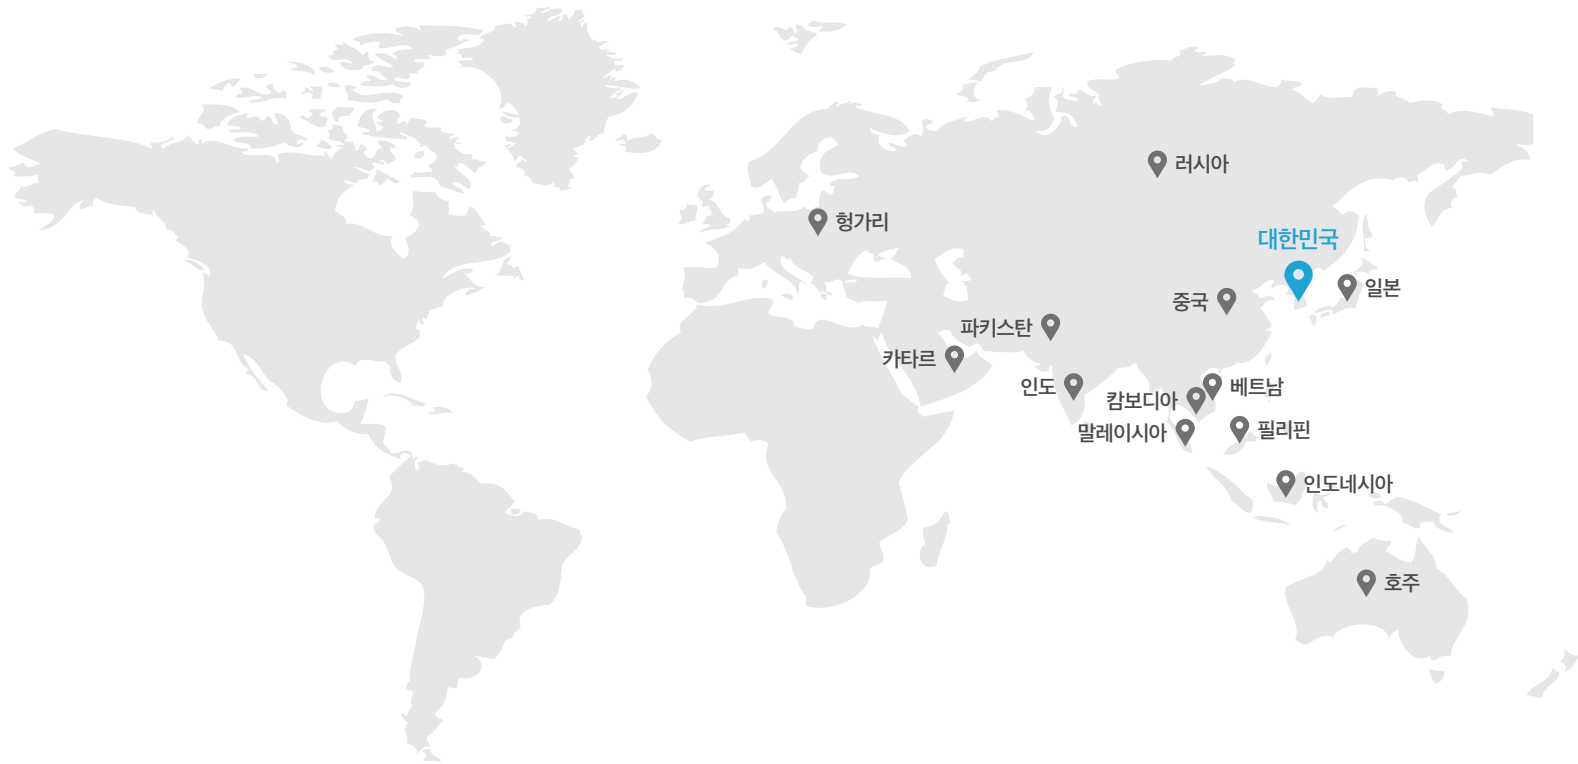 러시아
헝가리
대한민국
일본
중국
파키스탄
카타르
인도
베트남
캄보디아
필리핀
말레이시아
인도네시아
호주